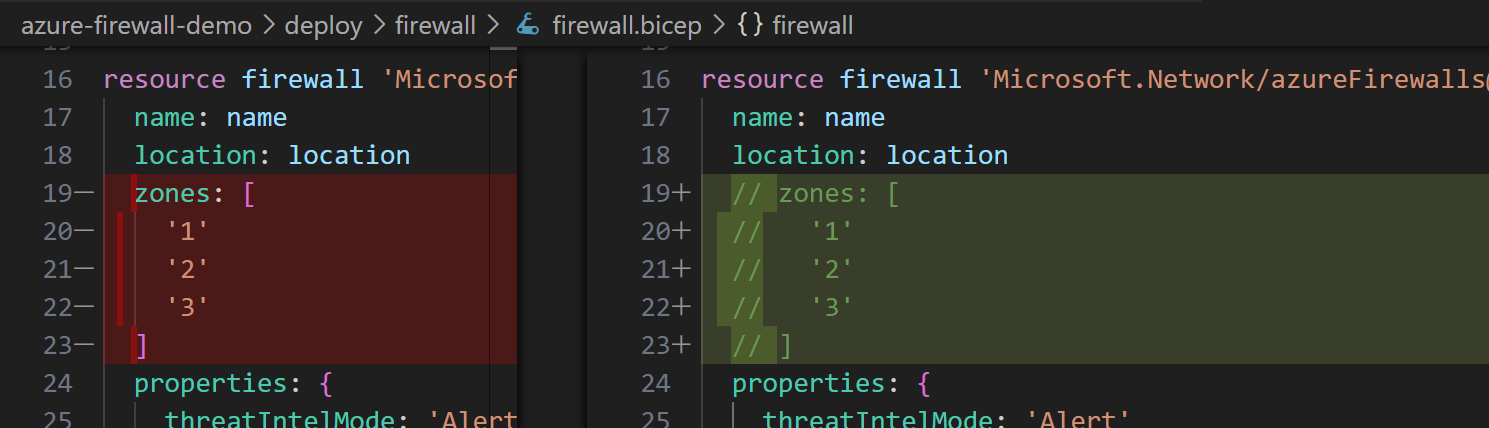 azure-firewall-demo > deploy > firewall > firewall.bicep > {} firewall
16 resource firewall 'Microsof
17 name: name
18 location: location
19− zones: [
20− '1'
21− '2'
22− '3'
23− ]
24 properties: {
25 threatIntelMode: 'Alert
16 resource firewall 'Microsoft.Network/azureFirewalls@
17 name: name
18 location: location
19+ // zones: [
20+ //   '1'
21+ //   '2'
22+ //   '3'
23+ // ]
24 properties: {
25 threatIntelMode: 'Alert'